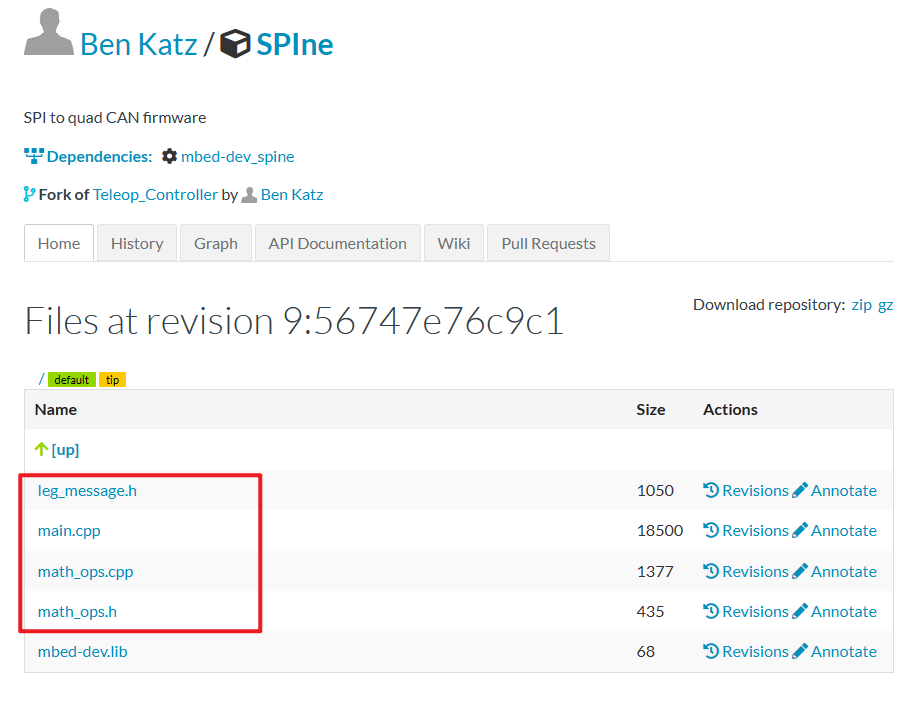 Ben Katz / SPIne
SPI to quad CAN firmware
Dependencies: mbed-dev_spine
Fork of Teleop_Controller by Ben Katz
Home History Graph API Documentation Wiki Pull Requests
Files at revision 9:56747e76c9c1
Download repository: zip gz
/ default tip
Name Size Actions
[up]
leg_message.h 1050 Revisions Annotate
main.cpp 18500 Revisions Annotate
math_ops.cpp 1377 Revisions Annotate
math_ops.h 435 Revisions Annotate
mbed-dev.lib 68 Revisions Annotate